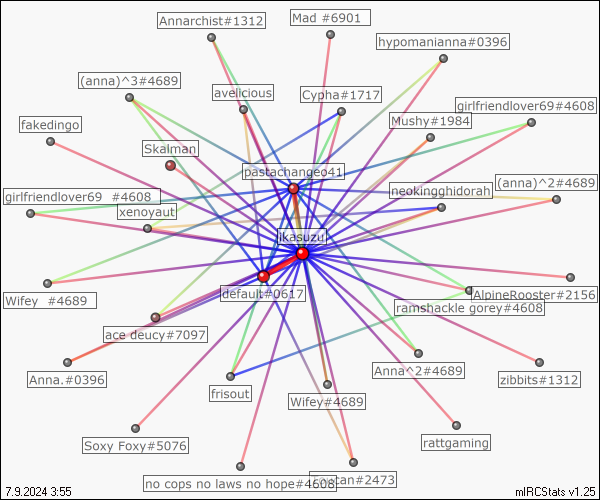 Annarchist#1312
Mad #6901
hypomanianna#0396
(anna)^3#4689
avelicious
Cypha#1717
girlfriendlover69#4608
fakedingo
Mushy#1984
Skalman
pastachangeo41
(anna)^2#4689
girlfriendlover69 #4608
neokingghidorah
xenoyaut
ikasuzu
default#0617
Wifey #4689
AlpineRooster#2156
ramshackle gorey#4608
ace deucy#7097
Anna.#0396
Anna^2#4689
zibbits#1312
frisout
Wifey#4689
Soxy Foxy#5076
rattgaming
no cops no laws no hope#4608
Toucan#2473
7.9.2024 3:55
mIRCStats v1.25